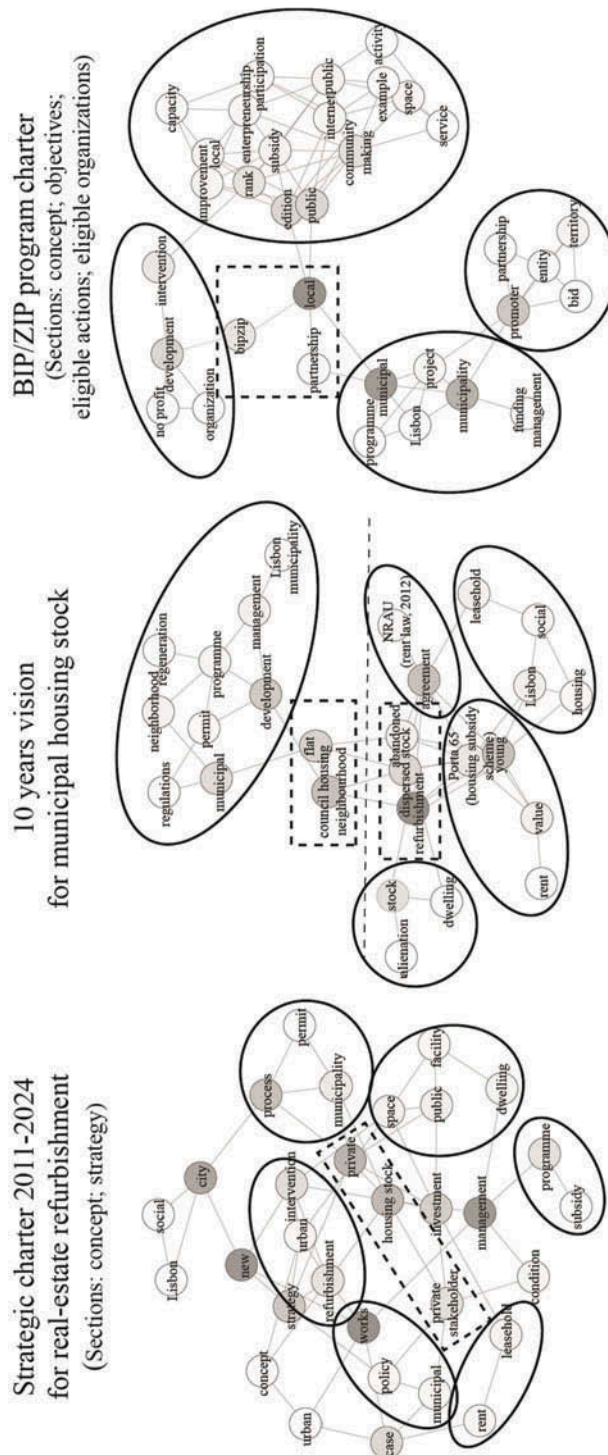 Strategic charter 2011-2024
for real-estate refurbishment
(Sections: concept; strategy)
Lisbon
social
city
new
process
permit
municipality
concept
strategy
urban
intervention
refurbishment
private
housing stock
space
public
facility
dwelling
urban
works
policy
municipal
case
private
stakeholder
investment
management
rent
leasehold
condition
programme
subsidy
10 years vision
for municipal housing stock
regulations
neighborhood
regeneration
permit
programme
municipal
development
management
Lisbon
municipality
flat
council housing
neighbourhood
abandoned
dispersed stock
refurbishment
NRAU
(rent law, 2012)
agreement
stock
alienation
dwelling
Porta 65
(housing subsidy
scheme)
young
value
rent
leasehold
social
Lisbon
housing
BIP/ZIP program charter
(Sections: concept; objectives;
eligible actions; eligible organizations)
no profit
organization
development
intervention
capacity
improvement
local
enterpreneurship
participation
rank
subsidy
edition
public
internet
public
community
making
activity
example
space
service
bipzip
local
partnership
programme
municipal
Lisbon
project
municipality
funding
management
promoter
partnership
entity
territory
bid